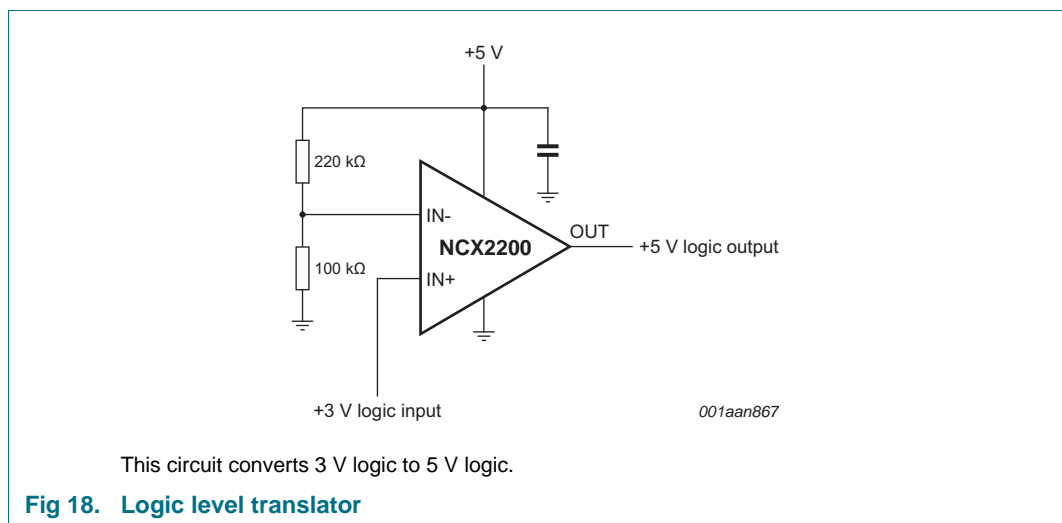 +5 V
220 kΩ
IN-
OUT
NCX2200
+5 V logic output
100 kΩ
IN+
+3 V logic input
001aan867
This circuit converts 3 V logic to 5 V logic.
Fig 18. Logic level translator